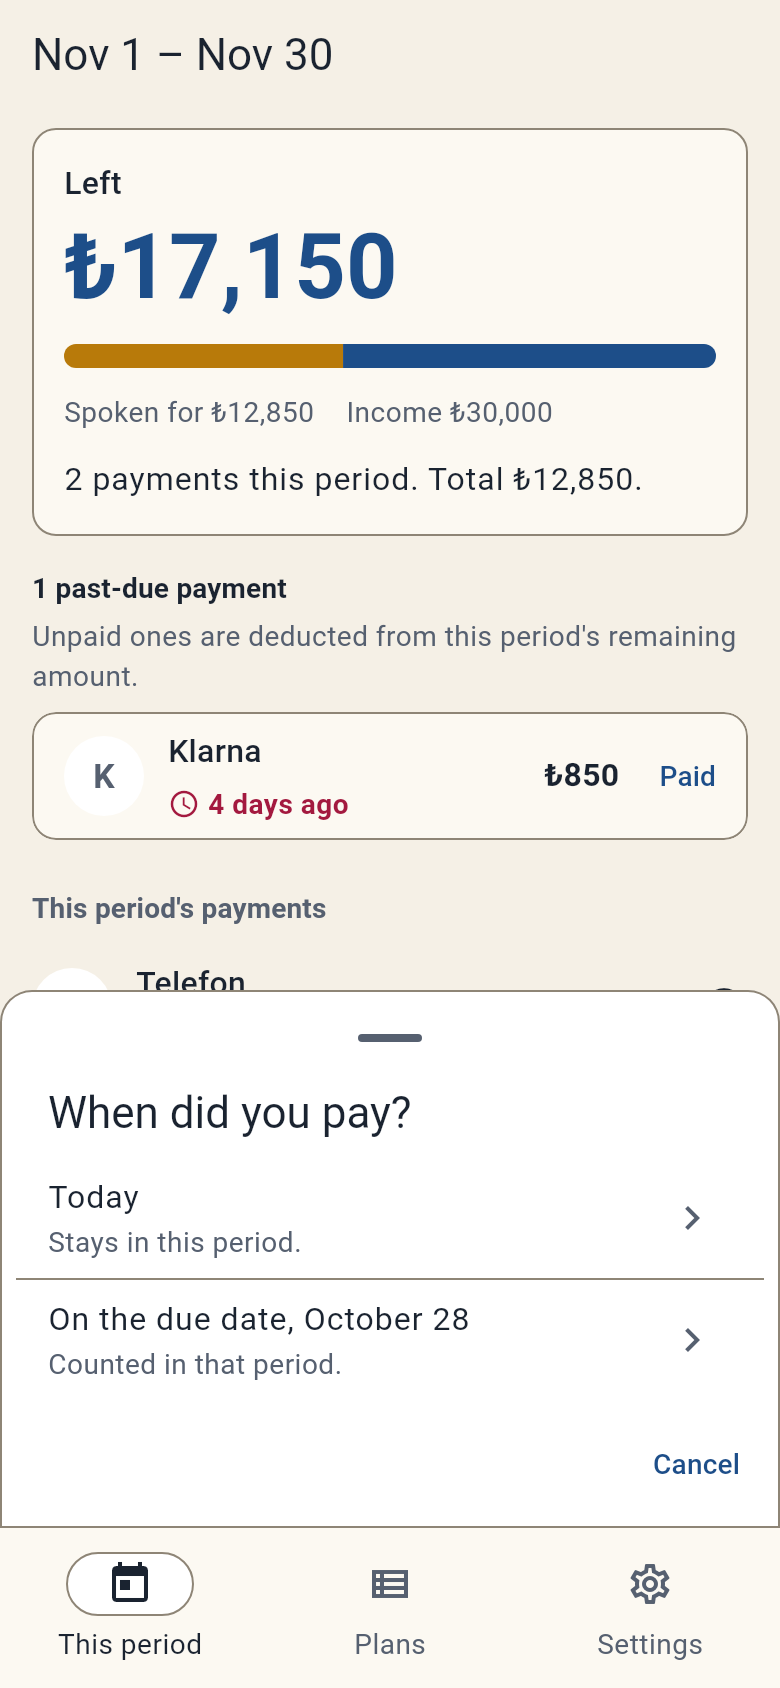 Nov 1 – Nov 30
Left
₺17,150
Spoken for ₺12,850 Income ₺30,000
2 payments this period. Total ₺12,850.
1 past-due payment
Unpaid ones are deducted from this period's remaining
amount.
K
Klarna
4 days ago
₺850
Paid
This period's payments
Telefon
When did you pay?
Today
Stays in this period.
On the due date, October 28
Counted in that period.
Cancel
This period
Plans
Settings